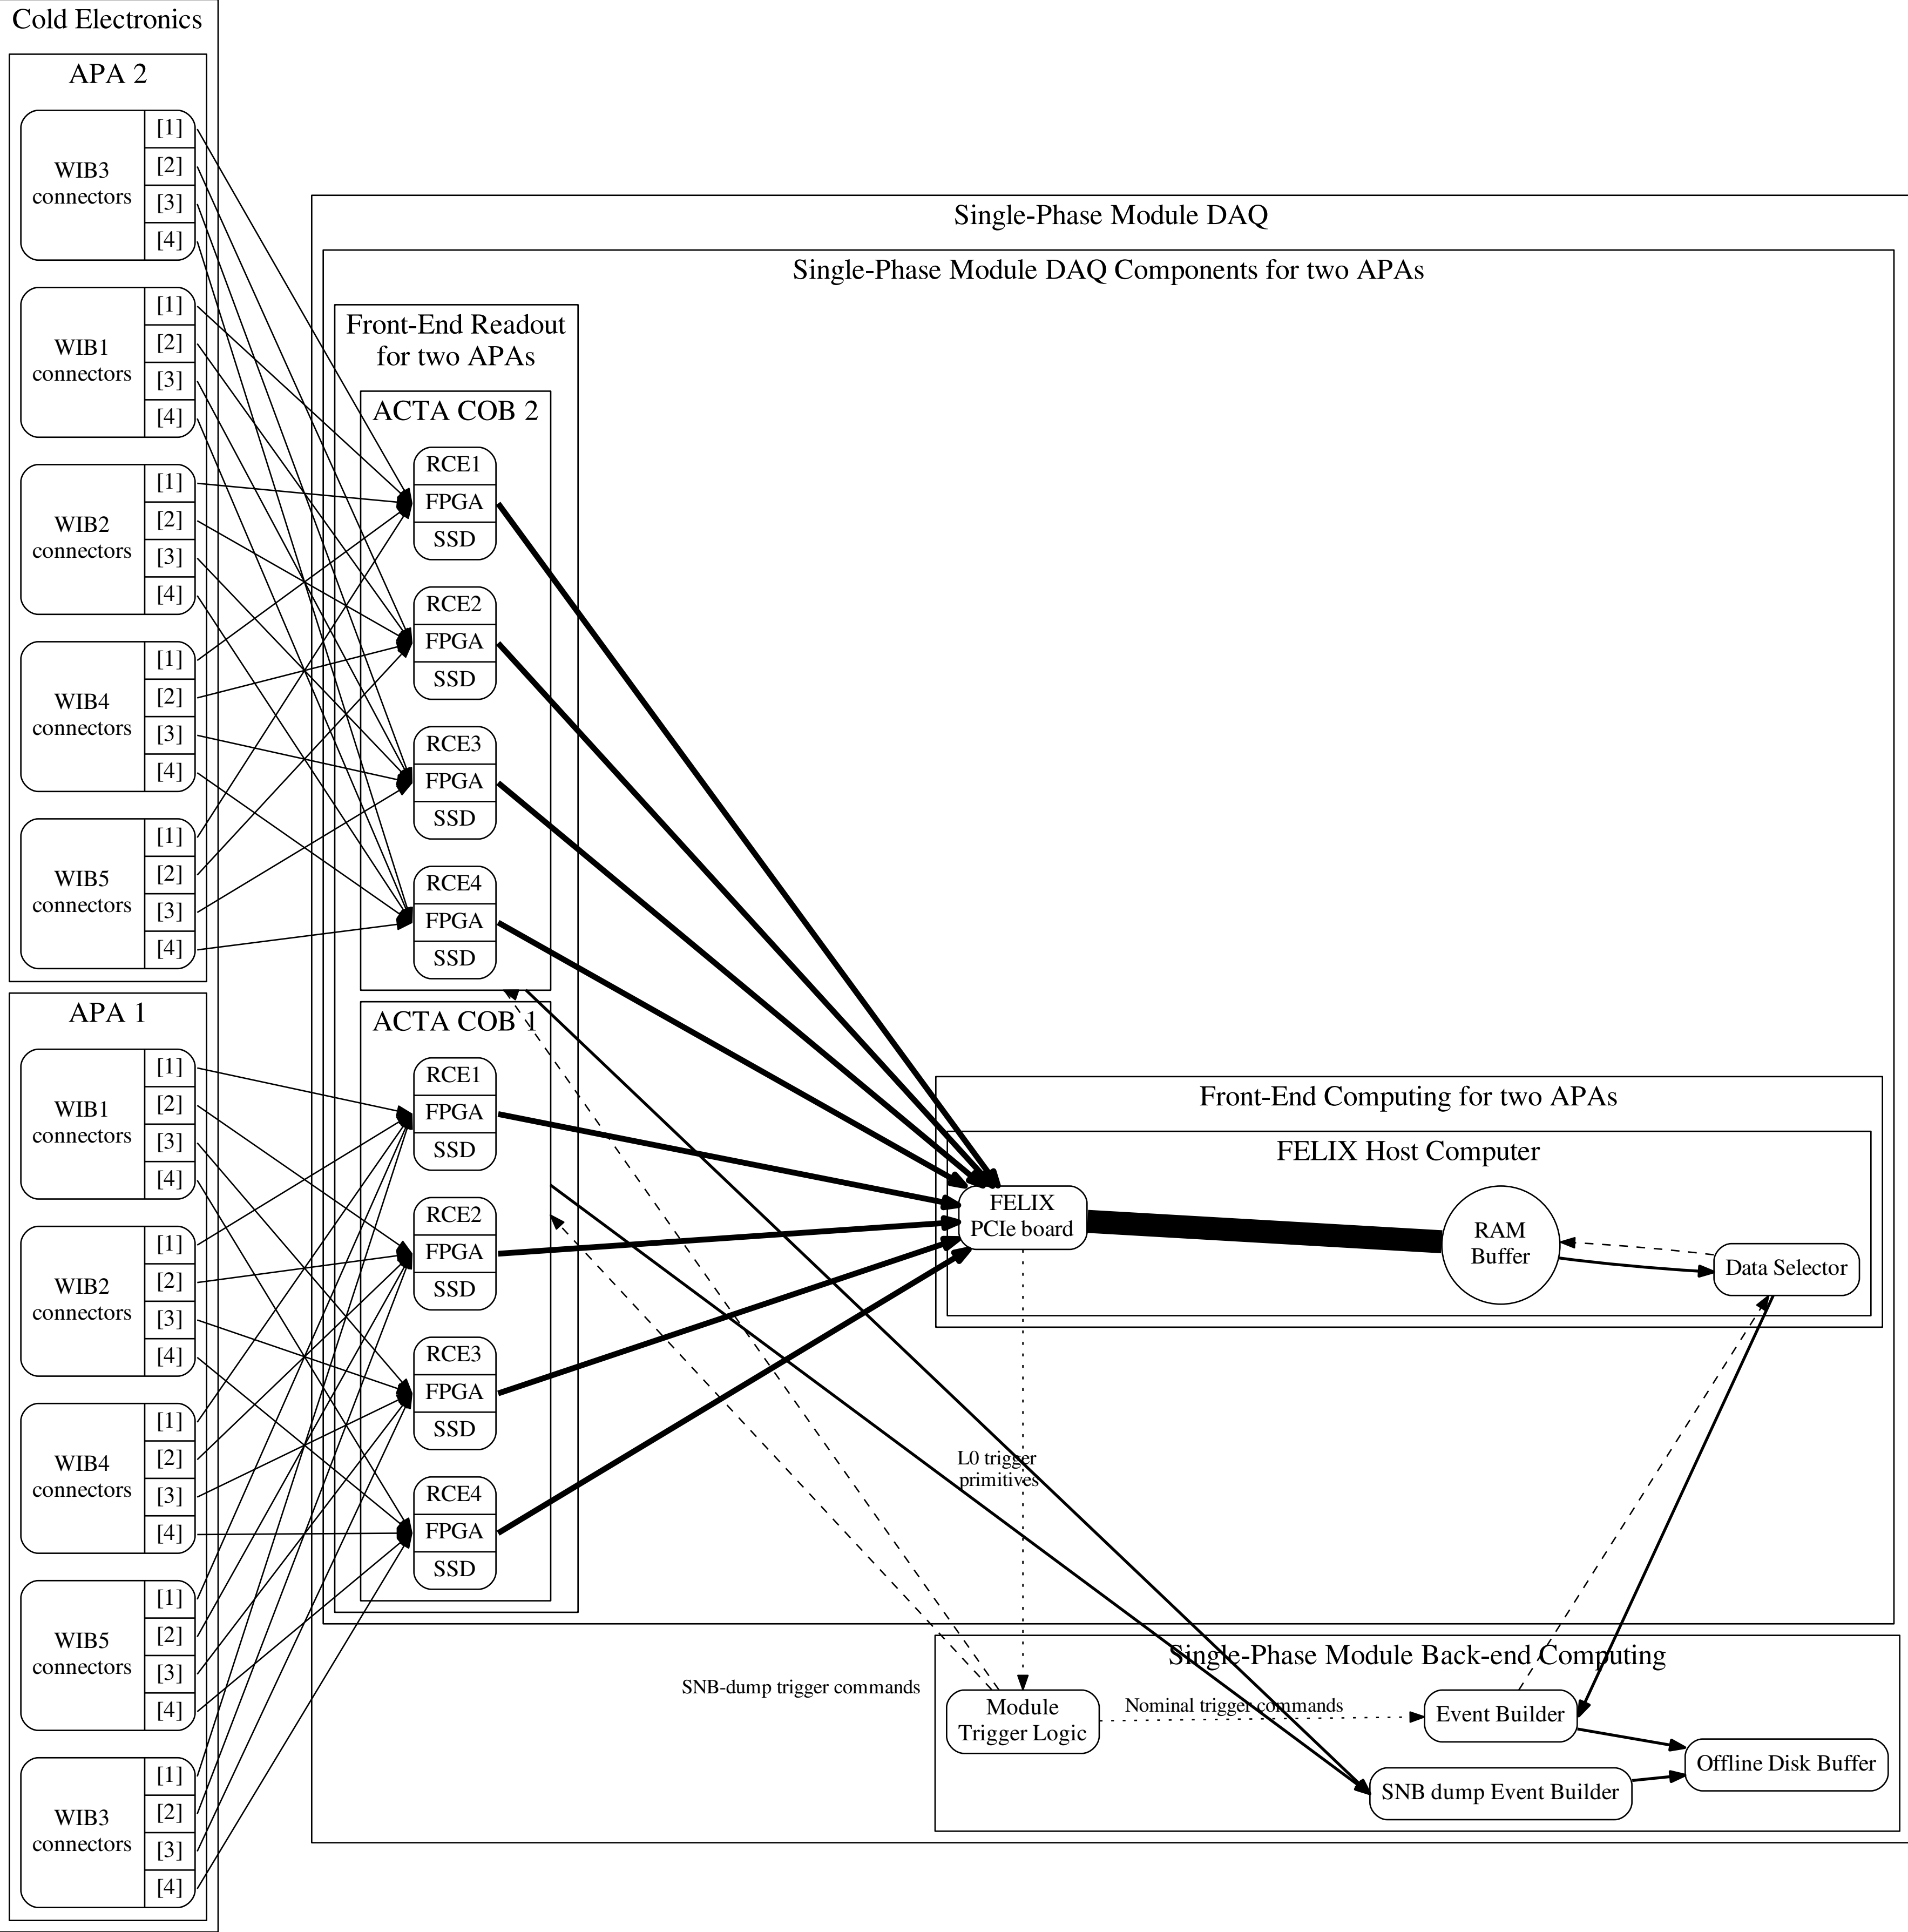 Cold Electronics
APA 2
WIB3
connectors
[1]
[2]
[3]
[4]
WIB1
connectors
[1]
[2]
[3]
[4]
WIB2
connectors
[1]
[2]
[3]
[4]
WIB4
connectors
[1]
[2]
[3]
[4]
WIB5
connectors
[1]
[2]
[3]
[4]
APA 1
WIB1
connectors
[1]
[2]
[3]
[4]
WIB2
connectors
[1]
[2]
[3]
[4]
WIB4
connectors
[1]
[2]
[3]
[4]
WIB5
connectors
[1]
[2]
[3]
[4]
WIB3
connectors
[1]
[2]
[3]
[4]
Single-Phase Module DAQ
Single-Phase Module DAQ Components for two APAs
Front-End Readout
for two APAs
ACTA COB 2
RCE1
FPGA
SSD
RCE2
FPGA
SSD
RCE3
FPGA
SSD
RCE4
FPGA
SSD
ACTA COB 1
RCE1
FPGA
SSD
RCE2
FPGA
SSD
RCE3
FPGA
SSD
RCE4
FPGA
SSD
Front-End Computing for two APAs
FELIX Host Computer
FELIX
PCIe board
RAM
Buffer
Data Selector
L0 trigger
primitives
SNB-dump trigger commands
Single-Phase Module Back-end Computing
Module
Trigger Logic
Nominal trigger commands
Event Builder
SNB dump Event Builder
Offline Disk Buffer